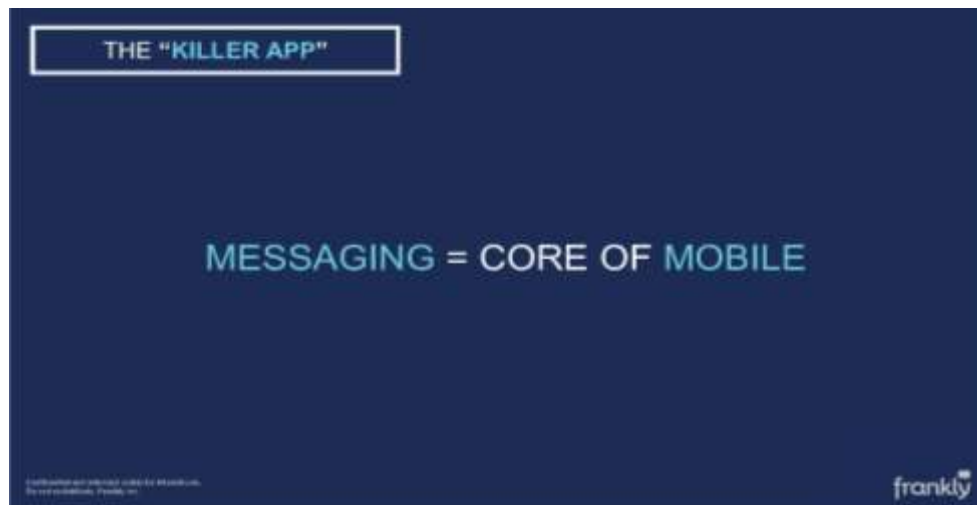 THE “KILLER APP”
MESSAGING = CORE OF MOBILE
frankly